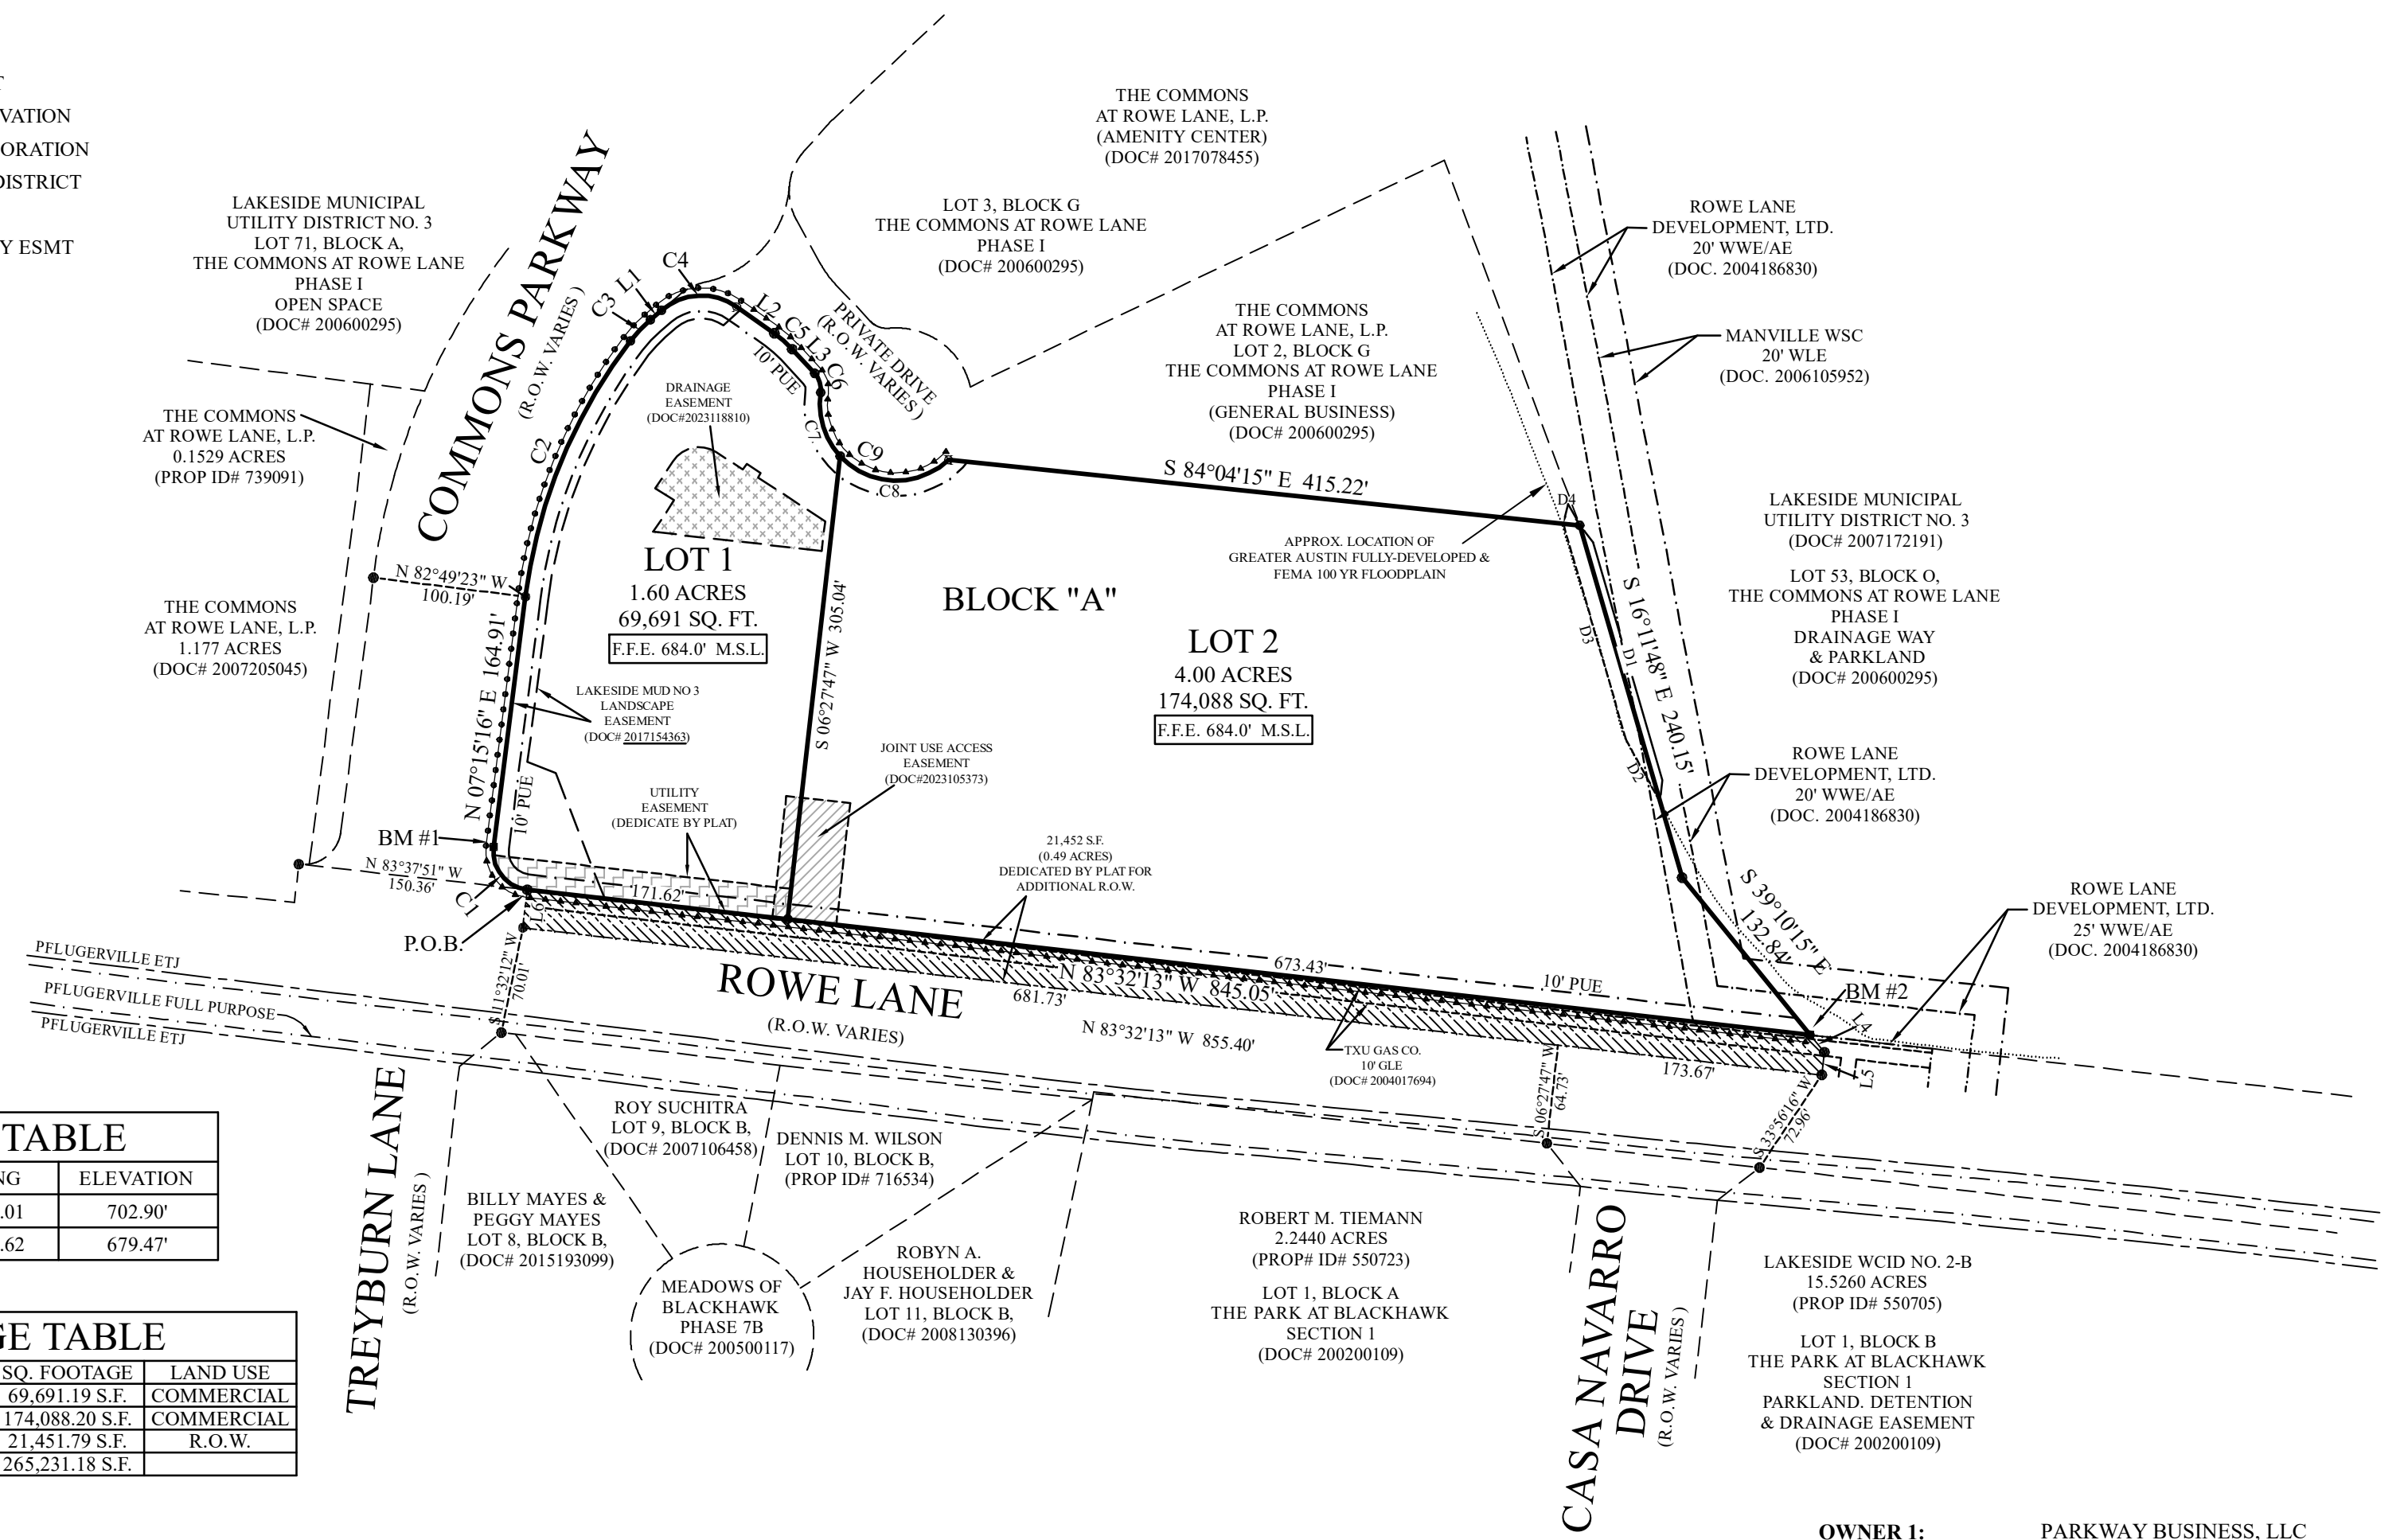 T
VATION
ORATION
DISTRICT
Y ESMT
THE COMMONS
AT ROWE LANE, L.P.
(AMENITY CENTER)
(DOC# 2017078455)
LAKESIDE MUNICIPAL
UTILITY DISTRICT NO. 3
LOT 71, BLOCK A,
THE COMMONS AT ROWE LANE
PHASE I
OPEN SPACE
(DOC# 200600295)
COMMONS PARKWAY
(R.O.W. VARIES )
LOT 3, BLOCK G
THE COMMONS AT ROWE LANE
PHASE I
(DOC# 200600295)
ROWE LANE
DEVELOPMENT, LTD.
20' WWE/AE
(DOC. 2004186830)
MANVILLE WSC
20' WLE
(DOC. 2006105952)
C4
L1
C3
L2
C5
L3
C6
C7
C9
C8
C2
PRIVATE DRIVE
(R.O.W. VARIES )
10' PUE
THE COMMONS
AT ROWE LANE, L.P.
LOT 2, BLOCK G
THE COMMONS AT ROWE LANE
PHASE I
(GENERAL BUSINESS)
(DOC# 200600295)
THE COMMONS
AT ROWE LANE, L.P.
0.1529 ACRES
(PROP ID# 739091)
DRAINAGE
EASEMENT
(DOC#2023118810)
S 84°04'15" E  415.22'
D4
APPROX. LOCATION OF
GREATER AUSTIN FULLY-DEVELOPED &
FEMA 100 YR FLOODPLAIN
LAKESIDE MUNICIPAL
UTILITY DISTRICT NO. 3
(DOC# 2007172191)
LOT 53, BLOCK O,
THE COMMONS AT ROWE LANE
PHASE I
DRAINAGE WAY
& PARKLAND
(DOC# 200600295)
N 82°49'23" W
100.19'
THE COMMONS
AT ROWE LANE, L.P.
1.177 ACRES
(DOC# 2007205045)
LOT 1
1.60 ACRES
69,691 SQ. FT.
F.F.E. 684.0'  M.S.L.
S 06°27'47" W  305.04'
BLOCK "A"
LOT 2
4.00 ACRES
174,088 SQ. FT.
F.F.E. 684.0'  M.S.L.
D3
D1
D2
S 16°11'48" E  240.15'
N 07°15'16" E  164.91'
10' PUE
LAKESIDE MUD NO 3
LANDSCAPE
EASEMENT
(DOC# 2017154363)
JOINT USE ACCESS
EASEMENT
(DOC#2023105373)
UTILITY
EASEMENT
(DEDICATE BY PLAT)
ROWE LANE
DEVELOPMENT, LTD.
20' WWE/AE
(DOC. 2004186830)
BM #1
N 83°37'51" W
150.36'
C1
P.O.B.
L6
171.62'
21,452 S.F.
(0.49 ACRES)
DEDICATED BY PLAT FOR
ADDITIONAL R.O.W.
S 39°10'15" E
132.84'
ROWE LANE
DEVELOPMENT, LTD.
25' WWE/AE
(DOC. 2004186830)
BM #2
L4
L5
S 11°32'12" W
70.01'
ROWE LANE
(R.O.W. VARIES)
673.43'
N 83°32'13" W  845.05'
681.73'
N 83°32'13" W  855.40'
10' PUE
TXU GAS CO.
10' GLE
(DOC# 2004017694)
173.67'
S 06°27'47" W
64.73'
S 33°56'16" W
72.96'
PFLUGERVILLE ETJ
PFLUGERVILLE FULL PURPOSE
PFLUGERVILLE ETJ
TREYBURN LANE
(R.O.W. VARIES )
ROY SUCHITRA
LOT 9, BLOCK B,
(DOC# 2007106458)
DENNIS M. WILSON
LOT 10, BLOCK B,
(PROP ID# 716534)
BILLY MAYES &
PEGGY MAYES
LOT 8, BLOCK B,
(DOC# 2015193099)
MEADOWS OF
BLACKHAWK
PHASE 7B
(DOC# 200500117)
ROBYN A.
HOUSEHOLDER &
JAY F. HOUSEHOLDER
LOT 11, BLOCK B,
(DOC# 2008130396)
ROBERT M. TIEMANN
2.2440 ACRES
(PROP# ID# 550723)
LOT 1, BLOCK A
THE PARK AT BLACKHAWK
SECTION 1
(DOC# 200200109)
CASA NAVARRO
DRIVE
(R.O.W. VARIES )
LAKESIDE WCID NO. 2-B
15.5260 ACRES
(PROP ID# 550705)
LOT 1, BLOCK B
THE PARK AT BLACKHAWK
SECTION 1
PARKLAND. DETENTION
& DRAINAGE EASEMENT
(DOC# 200200109)
TABLE
NG ELEVATION
.01 702.90'
.62 679.47'
GE TABLE
SQ. FOOTAGE LAND USE
69,691.19 S.F. COMMERCIAL
174,088.20 S.F. COMMERCIAL
21,451.79 S.F. R.O.W.
265,231.18 S.F.
OWNER 1: PARKWAY BUSINESS, LLC